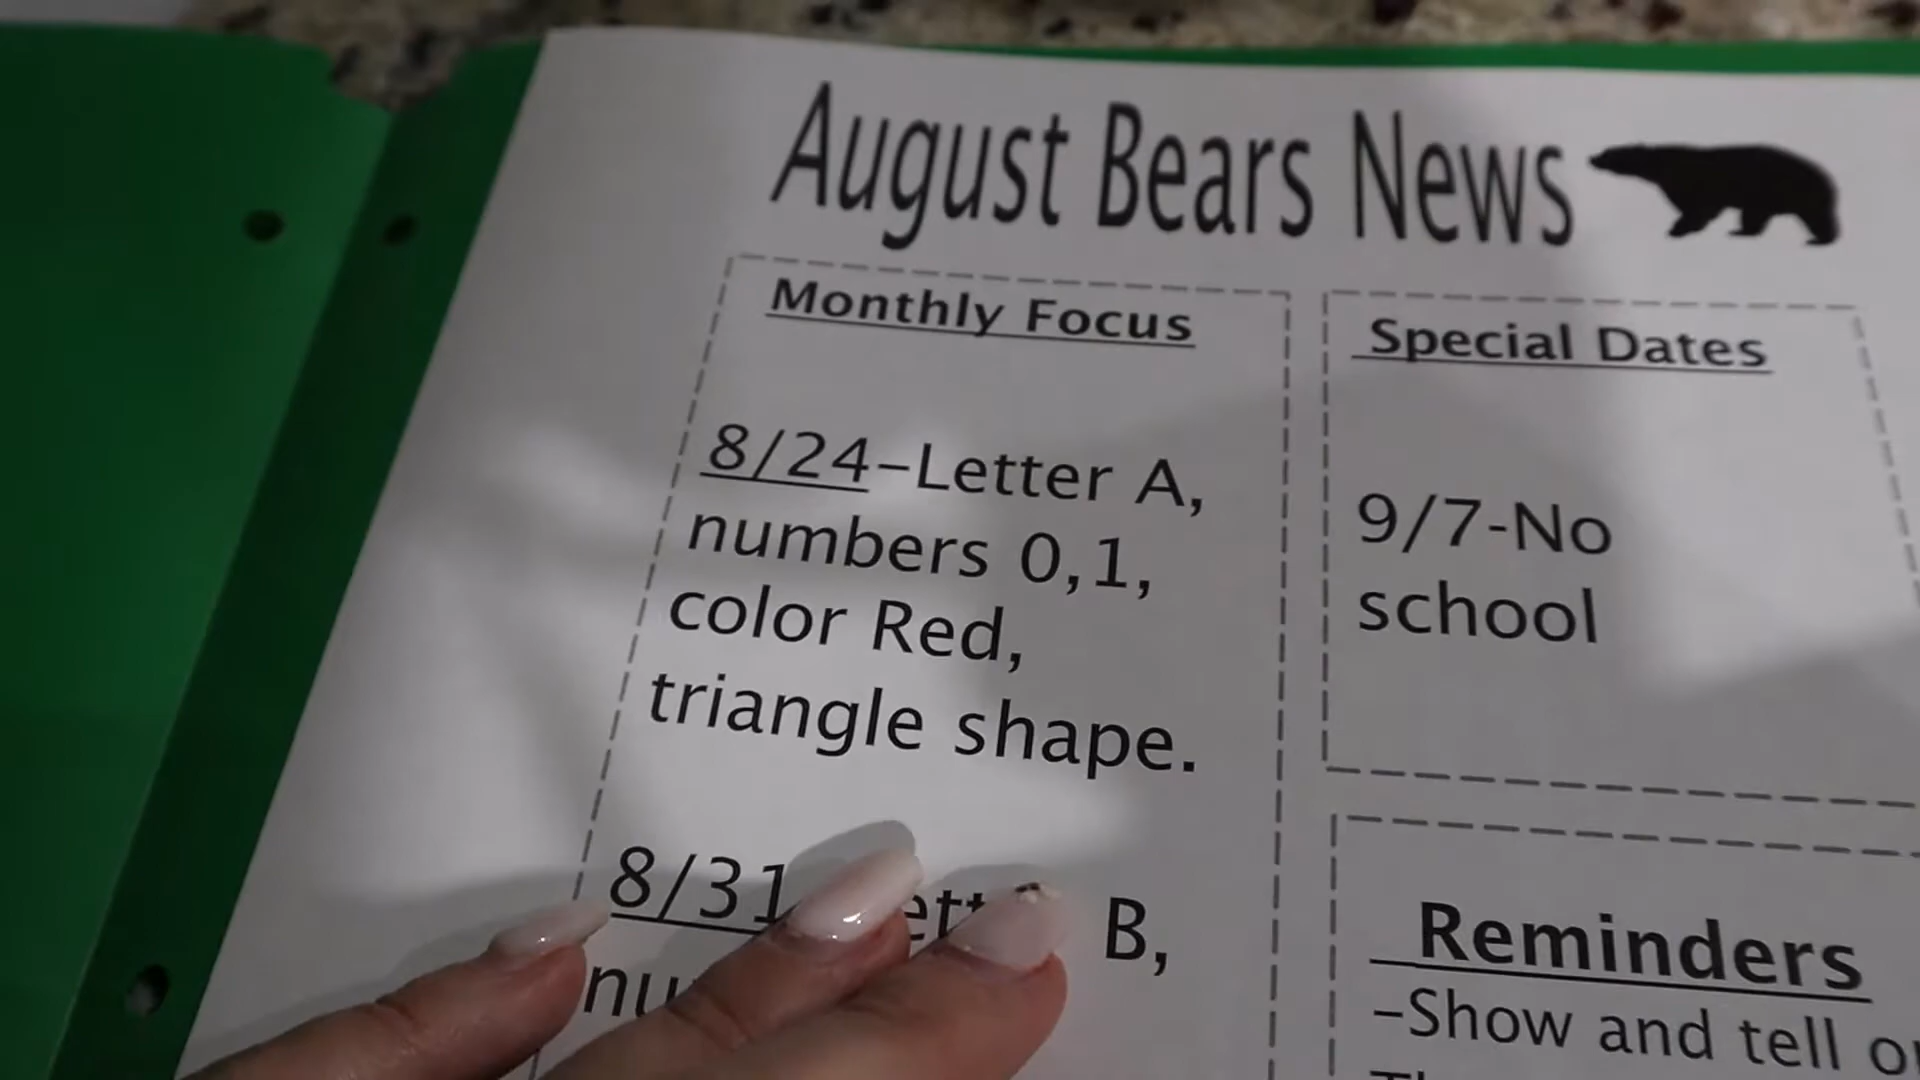 August Bears News
Monthly Focus
8/24-Letter A,
numbers 0,1,
color Red,
triangle shape.
8/31
B,
Special Dates
9/7-No
school
Reminders
-Show and tell